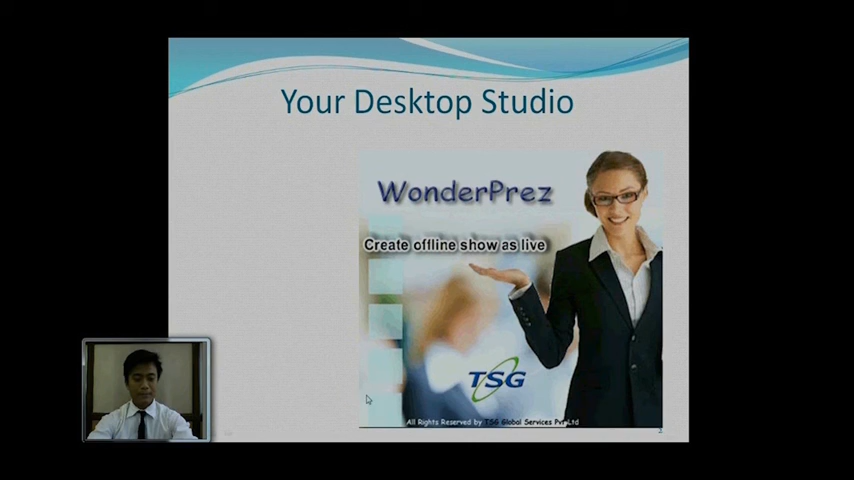 Your Desktop Studio
WonderPrez
Create offline show as live
TSG
All Rights Reserved by TSG Global Services Pvt Ltd
2